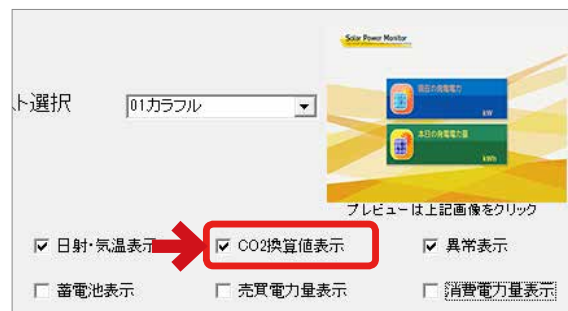 Solar Power Monitor
スト選択
01.カラフル
現在の発電電力
kW
本日の発電電力量
kWh
プレビューは上記画像をクリック
日射・気温表示
CO2換算値表示
異常表示
蓄電池表示
売買電力量表示
消費電力量表示